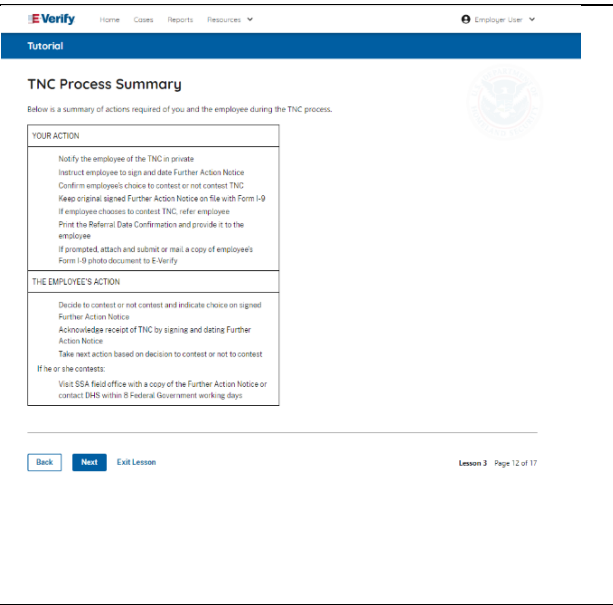 E-Verify Home Cases Reports Resources Employer User
Tutorial
TNC Process Summary
Below is a summary of actions required of you and the employee during the TNC process.
YOUR ACTION
Notify the employee of the TNC in private
Instruct employee to sign and date Further Action Notice
Confirm employee's choice to contest or not contest TNC
Keep original signed Further Action Notice on file with Form I-9
If employee chooses to contest TNC, refer employee
Print the Referral Date Confirmation and provide it to the
employee
If prompted, attach and submit or mail a copy of employee's
Form I-9 photo document to E-Verify
THE EMPLOYEE'S ACTION
Decide to contest or not contest and indicate choice on signed
Further Action Notice
Acknowledge receipt of TNC by signing and dating Further
Action Notice
Take next action based on decision to contest or not to contest
If he or she contests:
Visit SSA field office with a copy of the Further Action Notice or
contact DHS within 8 Federal Government working days
Back Next Exit Lesson Lesson 3 Page 12 of 17